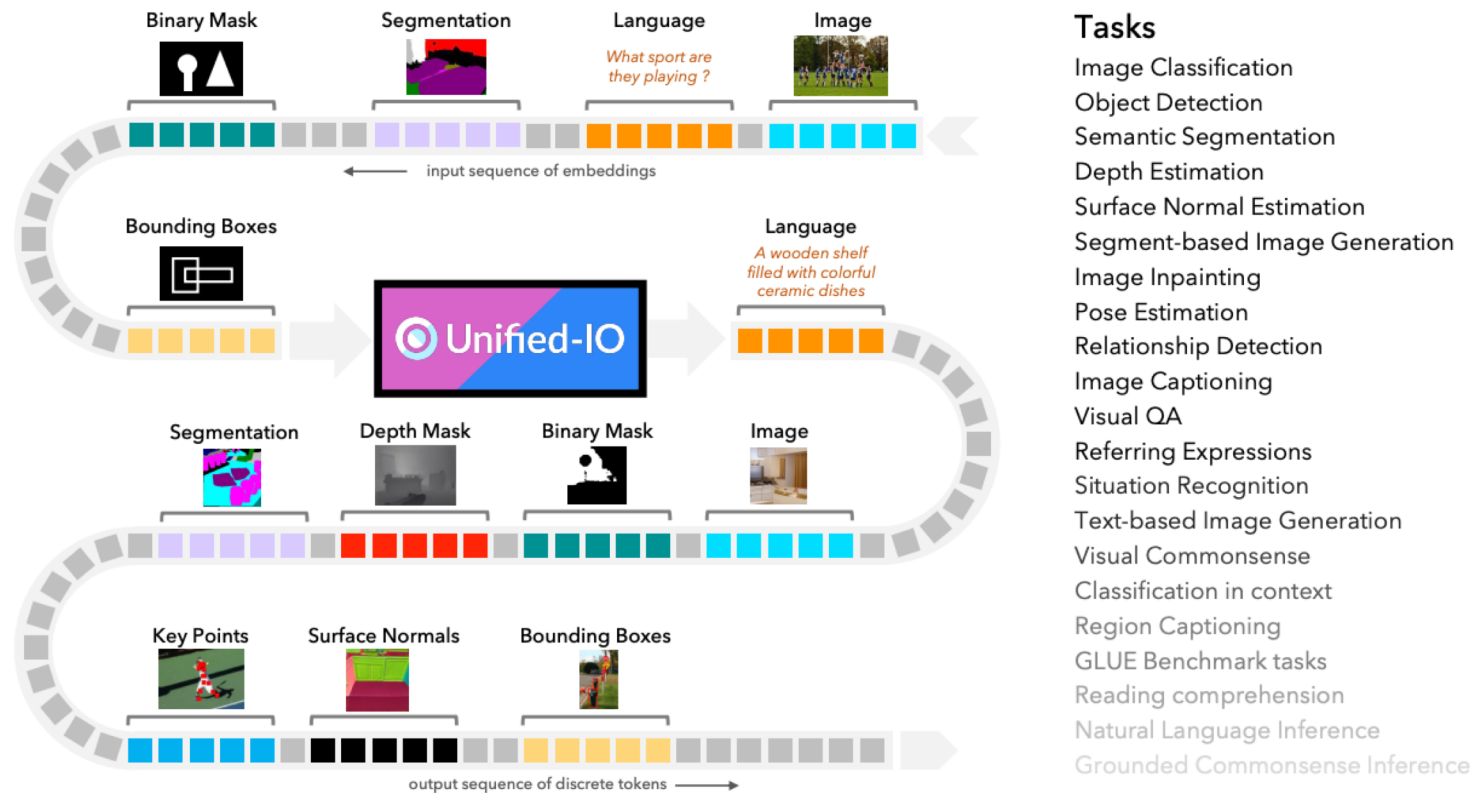 Binary Mask
Segmentation
Language
Image
What sport are
they playing ?
input sequence of embeddings
Bounding Boxes
Language
A wooden shelf
filled with colorful
ceramic dishes
Unified-IO
Segmentation
Depth Mask
Binary Mask
Image
Key Points
Surface Normals
Bounding Boxes
output sequence of discrete tokens
Tasks
Image Classification
Object Detection
Semantic Segmentation
Depth Estimation
Surface Normal Estimation
Segment-based Image Generation
Image Inpainting
Pose Estimation
Relationship Detection
Image Captioning
Visual QA
Referring Expressions
Situation Recognition
Text-based Image Generation
Visual Commonsense
Classification in context
Region Captioning
GLUE Benchmark tasks
Reading comprehension
Natural Language Inference
Grounded Commonsense Inference